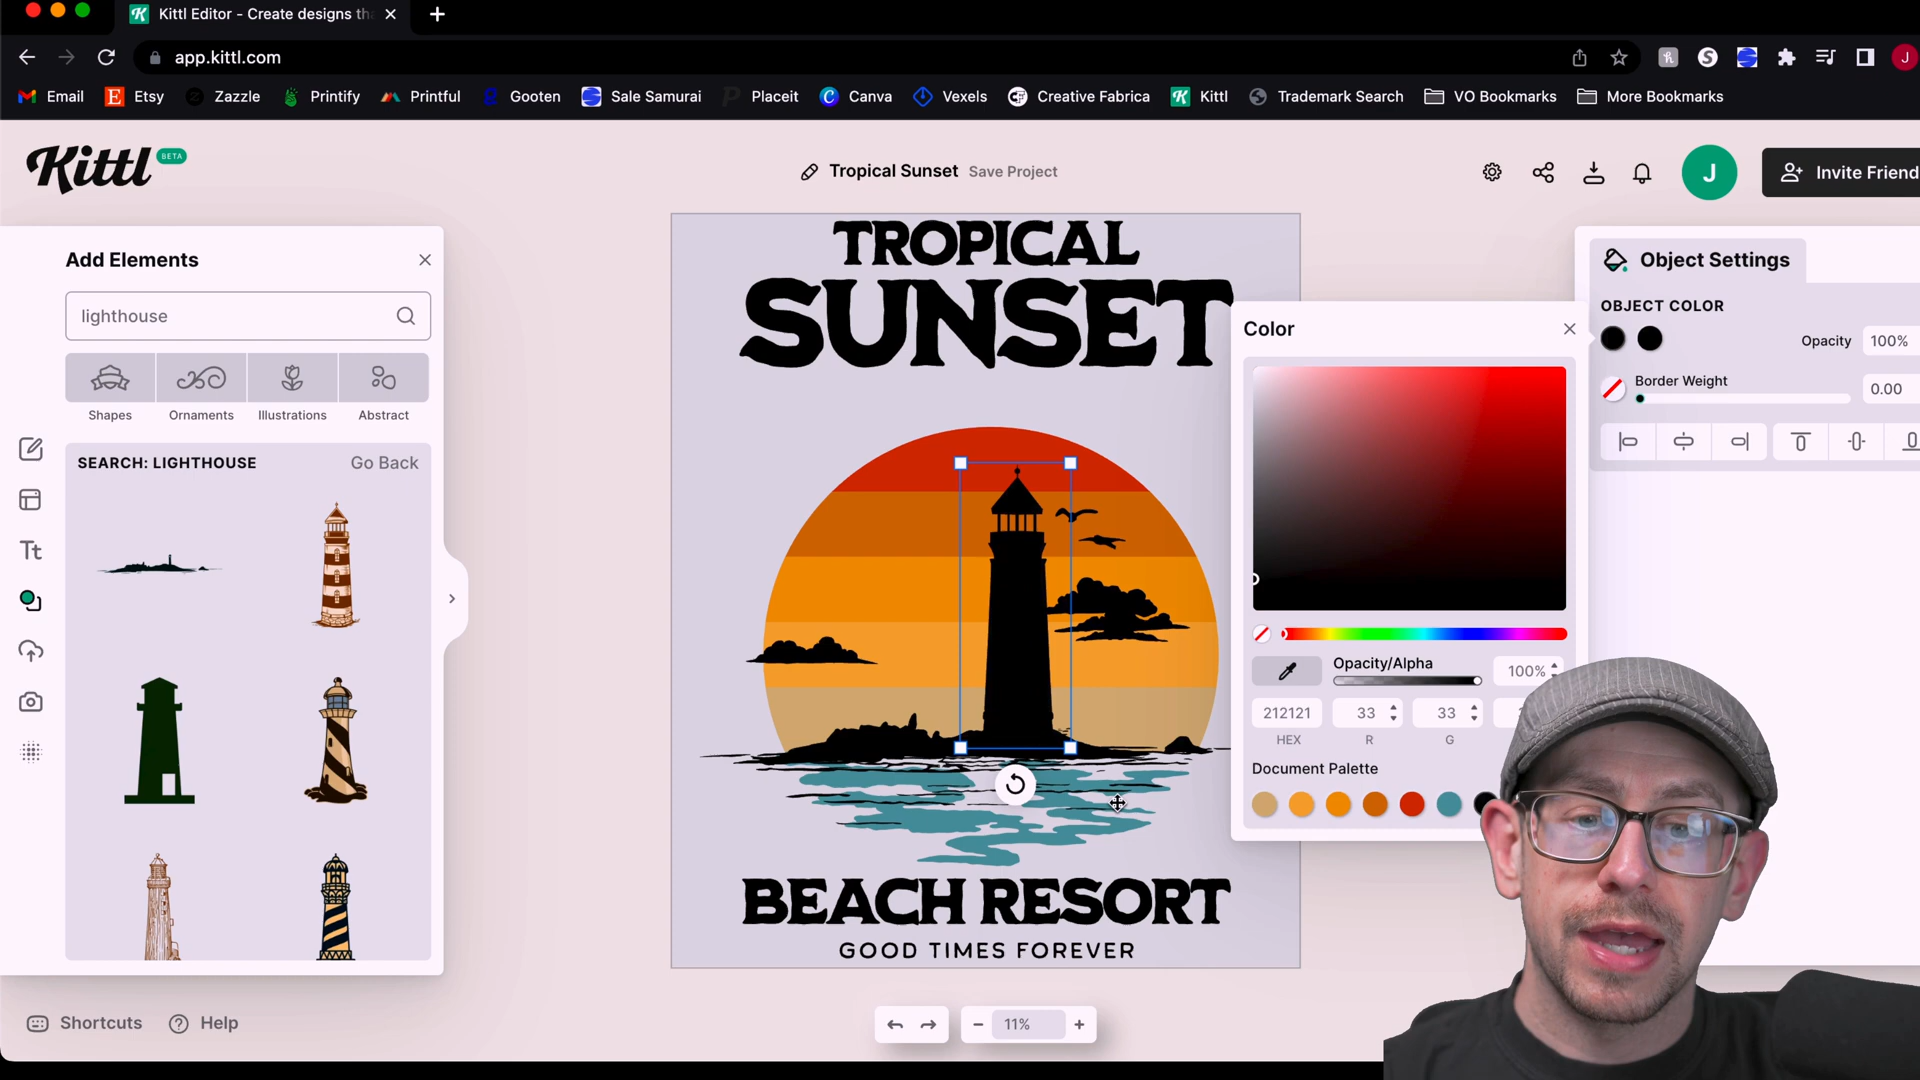 Kittl Editor - Create designs th
app.kittl.com
J
Email Etsy Zazzle Printify Printful Gooten Sale Samurai Placeit Canva Vexels Creative Fabrica Kittl Trademark Search VO Bookmarks More Bookmarks
Kittl BETA
Tropical Sunset Save Project
J
Invite Friend
Add Elements
lighthouse
Shapes Ornaments Illustrations Abstract
SEARCH: LIGHTHOUSE Go Back
Tt
Shortcuts Help
TROPICAL
SUNSET
BEACH RESORT
GOOD TIMES FOREVER
11%
Color
Opacity/Alpha 100%
212121 33 33
HEX R G
Document Palette
Object Settings
OBJECT COLOR
Opacity 100%
Border Weight 0.00